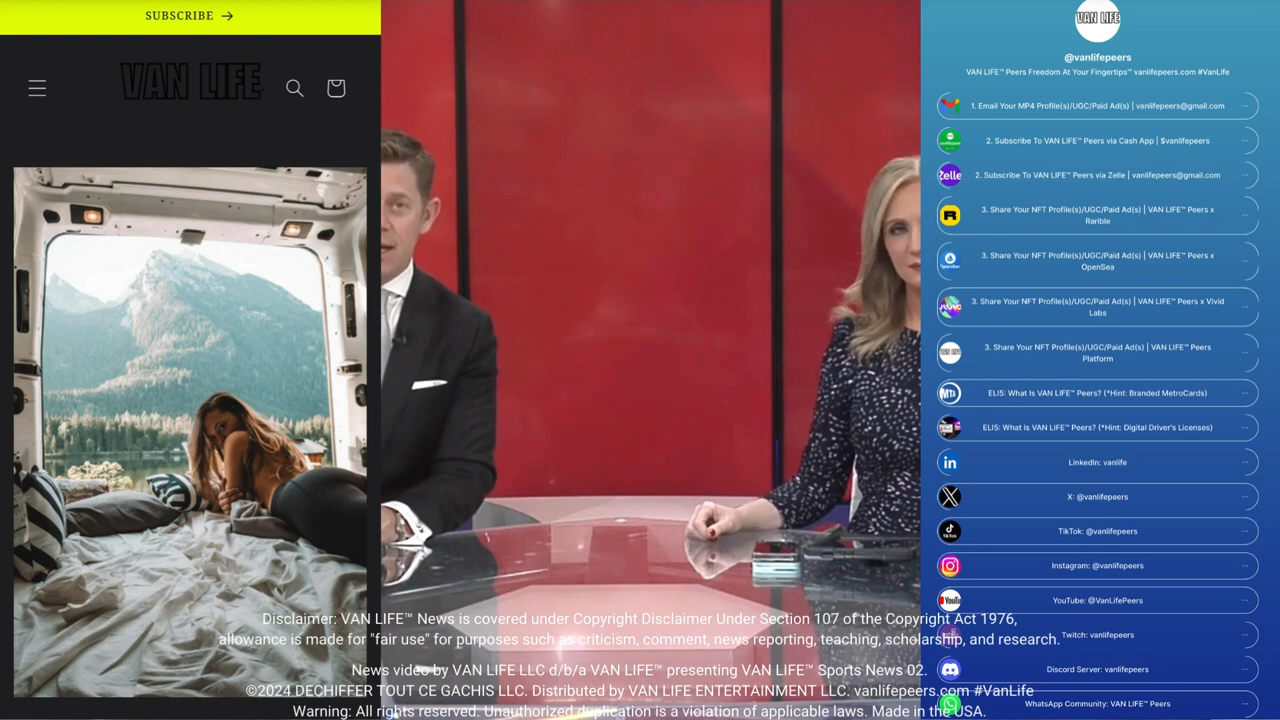 SUBSCRIBE →
VAN LIFE
VAN LIFE
@vanlifepeers
VAN LIFE™ Peers Freedom At Your Fingertips™ vanlifepeers.com #VanLife
1. Email Your MP4 Profile(s)/UGC/Paid Ad(s) | vanlifepeers@gmail.com
2. Subscribe To VAN LIFE™ Peers via Cash App | $vanlifepeers
Zelle
2. Subscribe To VAN LIFE™ Peers via Zelle | vanlifepeers@gmail.com
R
3. Share Your NFT Profile(s)/UGC/Paid Ad(s) | VAN LIFE™ Peers x
Rarible
OpenSea
3. Share Your NFT Profile(s)/UGC/Paid Ad(s) | VAN LIFE™ Peers x
OpenSea
3. Share Your NFT Profile(s)/UGC/Paid Ad(s) | VAN LIFE™ Peers x Vivid
Labs
VAN LIFE
3. Share Your NFT Profile(s)/UGC/Paid Ad(s) | VAN LIFE™ Peers
Platform
MTA
ELI5: What Is VAN LIFE™ Peers? (*Hint: Branded MetroCards)
ELI5: What Is VAN LIFE™ Peers? (*Hint: Digital Driver's Licenses)
in
LinkedIn: vanlife
X
X: @vanlifepeers
TikTok
TikTok: @vanlifepeers
Instagram: @vanlifepeers
YouTu
YouTube: @VanLifePeers
Twitch: vanlifepeers
Discord Server: vanlifepeers
WhatsApp Community: VAN LIFE™ Peers
Disclaimer: VAN LIFE™ News is covered under Copyright Disclaimer Under Section 107 of the Copyright Act 1976,
allowance is made for "fair use" for purposes such as criticism, comment, news reporting, teaching, scholarship, and research.
News video by VAN LIFE LLC d/b/a VAN LIFE™ presenting VAN LIFE™ Sports News 02.
©2024 DECHIFFER TOUT CE GACHIS LLC. Distributed by VAN LIFE ENTERTAINMENT LLC. vanlifepeers.com #VanLife
Warning: All rights reserved. Unauthorized duplication is a violation of applicable laws. Made in the USA.